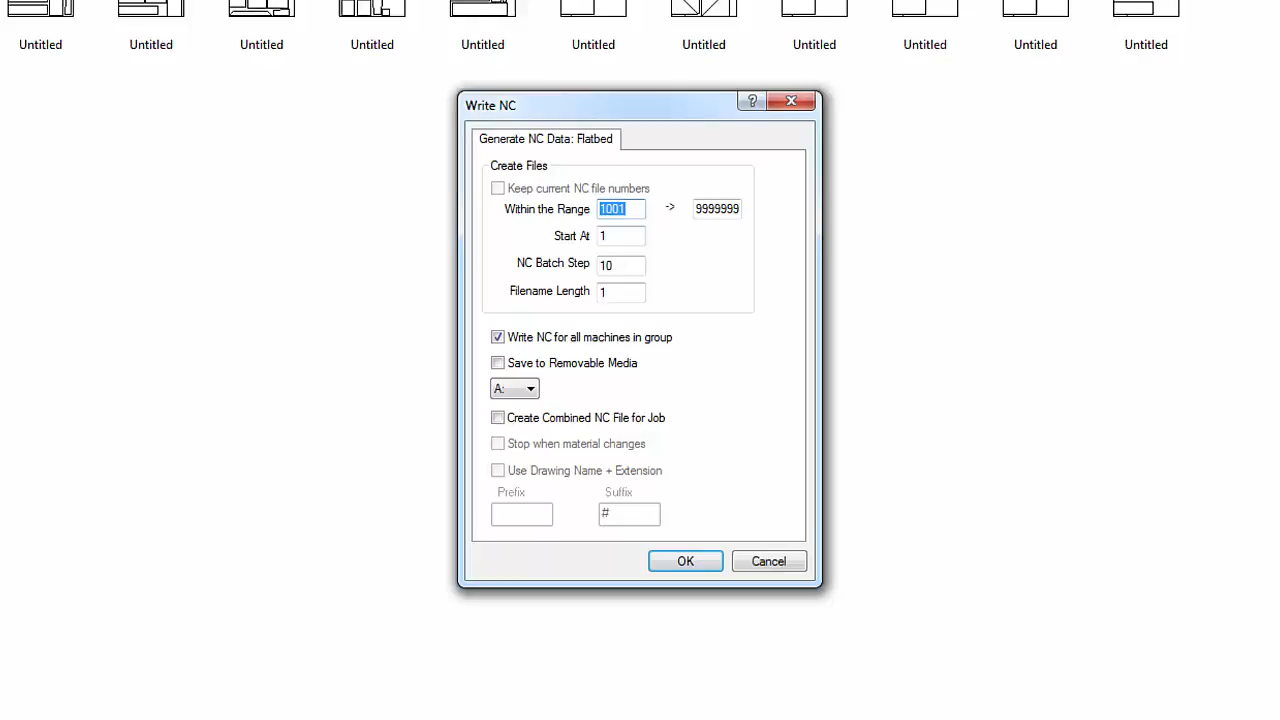 Untitled Untitled Untitled Untitled Untitled Untitled Untitled Untitled Untitled Untitled Untitled
Write NC
?
Generate NC Data: Flatbed
Create Files
Keep current NC file numbers
Within the Range 1001 -> 9999999
Start At 1
NC Batch Step 10
Filename Length 1
Write NC for all machines in group
Save to Removable Media
A:
Create Combined NC File for Job
Stop when material changes
Use Drawing Name + Extension
Prefix Suffix
#
OK Cancel